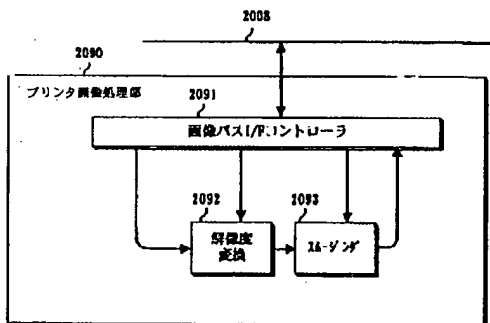 2008
2090
プリンタ画像処理部
2091
画像バスI/Fコントローラ
2092
解像度
変換
2093
スムージング